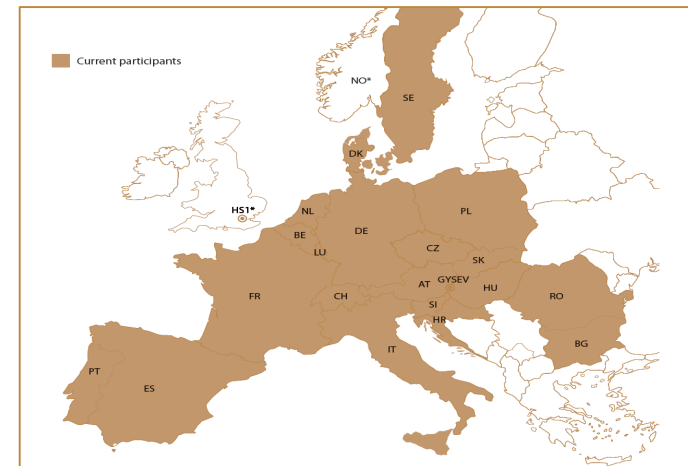 Current participants
NO*
SE
DK
HS1*
NL
PL
BE
DE
LU
CZ
SK
GYSEV
AT
HU
FR
CH
RO
SI
HR
BG
IT
PT
ES